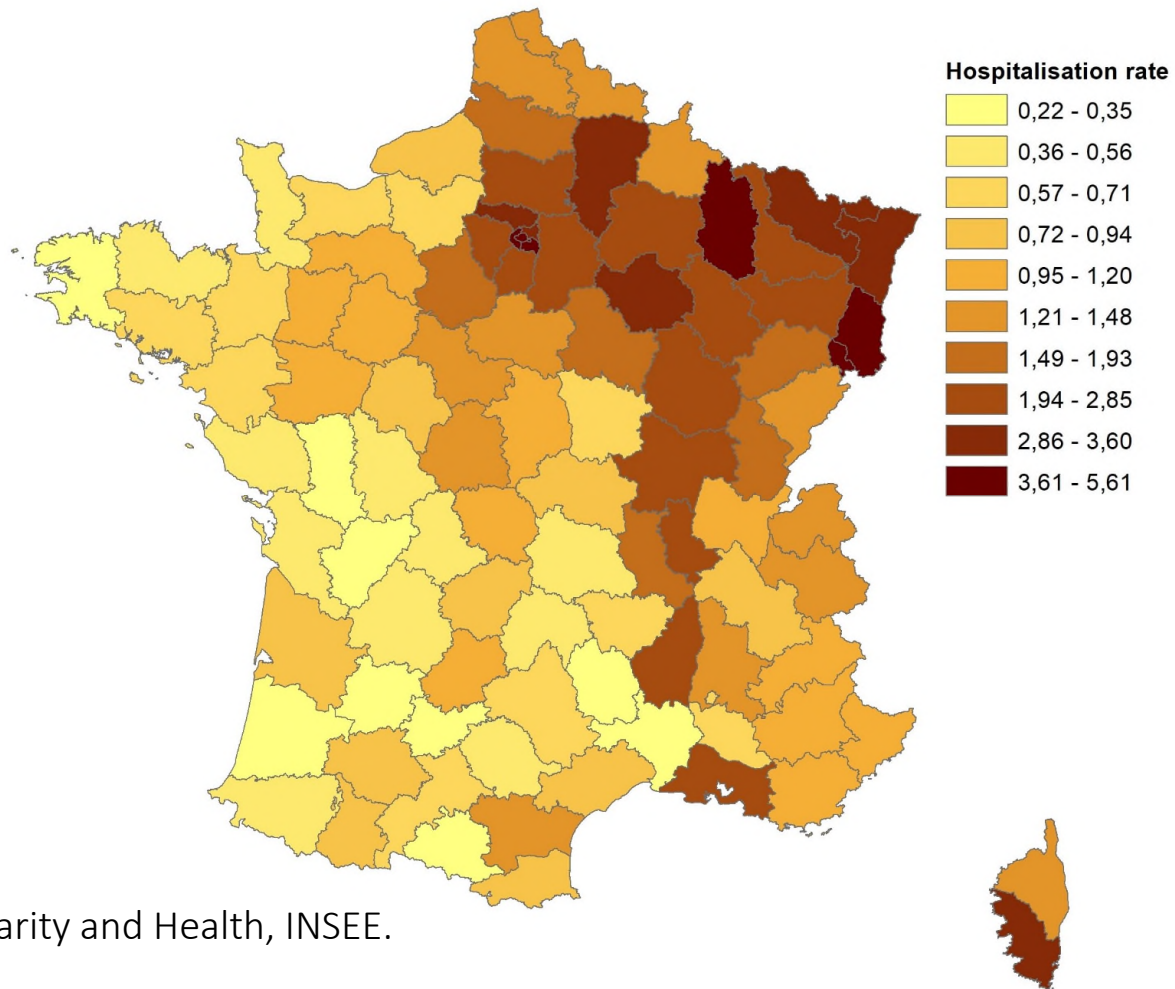 Hospitalisation rate
0,22 - 0,35
0,36 - 0,56
0,57 - 0,71
0,72 - 0,94
0,95 - 1,20
1,21 - 1,48
1,49 - 1,93
1,94 - 2,85
2,86 - 3,60
3,61 - 5,61
arity and Health, INSEE.